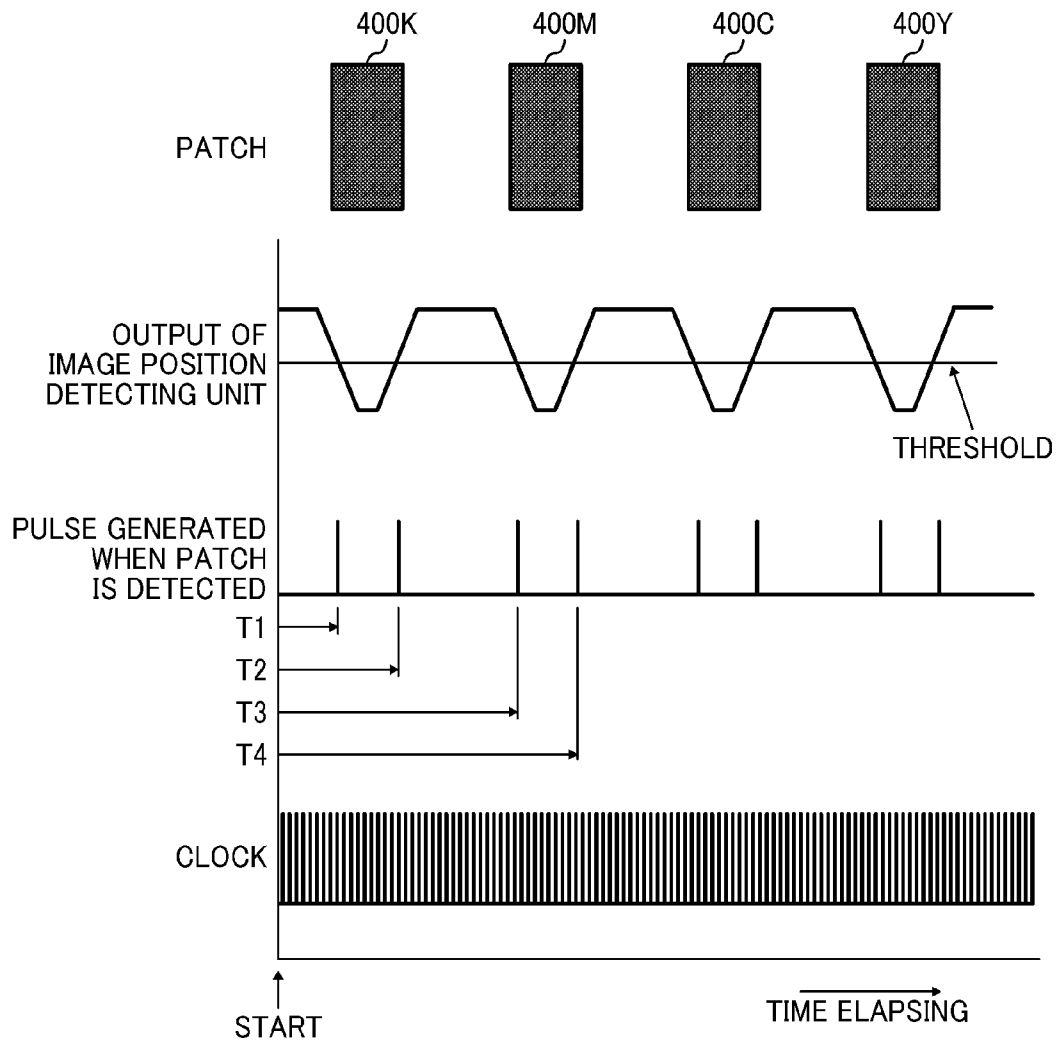 400K
400M
400C
400Y
PATCH
OUTPUT OF
IMAGE POSITION
DETECTING UNIT
THRESHOLD
PULSE GENERATED
WHEN PATCH
IS DETECTED
T1
T2
T3
T4
CLOCK
START
TIME ELAPSING